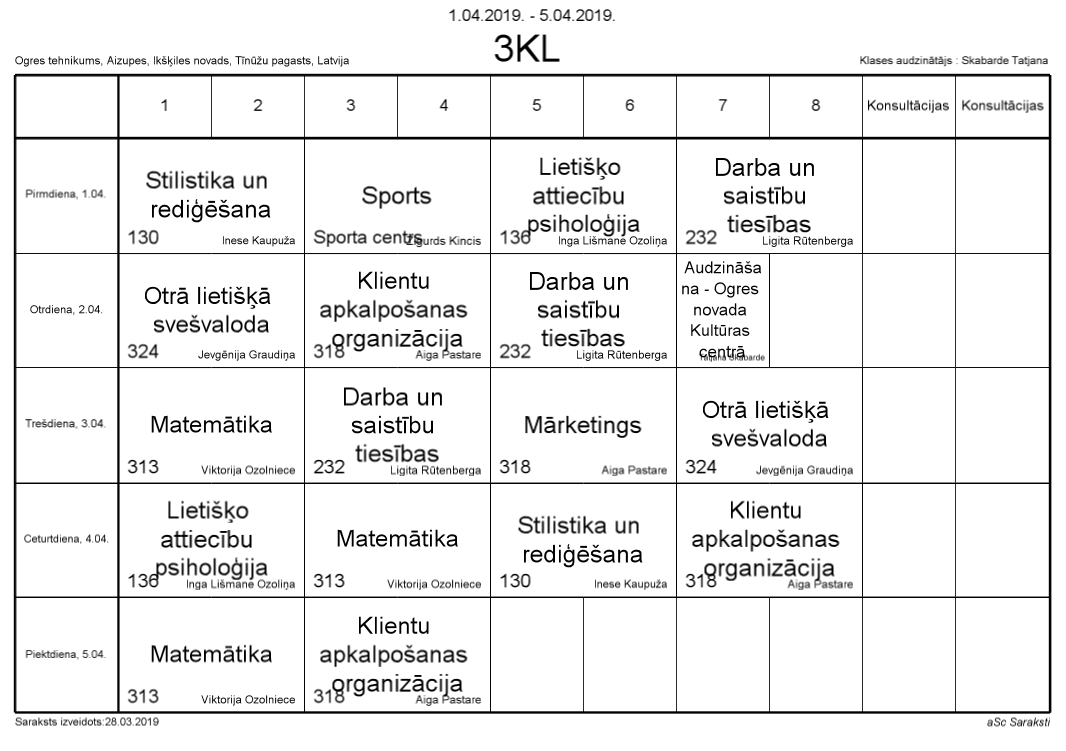 1.04.2019. - 5.04.2019.
3KL
Ogres tehnikums, Aizupes, Ikšķiles novads, Tīnūžu pagasts, Latvija
Klases audzinātājs : Skabarde Tatjana
1 2 3 4 5 6 7 8 Konsultācijas Konsultācijas
Pirmdiena, 1.04.
Stilistika un
rediģēšana
130 Inese Kaupuža
Sports
Sporta centrs Zigurds Kincis
Lietišķo
attiecību
psiholoģija
136 Inga Lišmane Ozoliņa
Darba un
saistību
tiesības
232 Ligita Rūtenberga
Otrdiena, 2.04.
Otrā lietišķā
svešvaloda
324 Jevgēnija Graudiņa
Klientu
apkalpošanas
organizācija
318 Aiga Pastare
Darba un
saistību
tiesības
232 Ligita Rūtenberga
Audzināša
na - Ogres
novada
Kultūras
centrā
Tatjana Skabarde
Trešdiena, 3.04.
Matemātika
313 Viktorija Ozolniece
Darba un
saistību
tiesības
232 Ligita Rūtenberga
Mārketings
318 Aiga Pastare
Otrā lietišķā
svešvaloda
324 Jevgēnija Graudiņa
Ceturtdiena, 4.04.
Lietišķo
attiecību
psiholoģija
136 Inga Lišmane Ozoliņa
Matemātika
313 Viktorija Ozolniece
Stilistika un
rediģēšana
130 Inese Kaupuža
Klientu
apkalpošanas
organizācija
318 Aiga Pastare
Piektdiena, 5.04.
Matemātika
313 Viktorija Ozolniece
Klientu
apkalpošanas
organizācija
318 Aiga Pastare
Saraksts izveidots:28.03.2019
aSc Saraksti